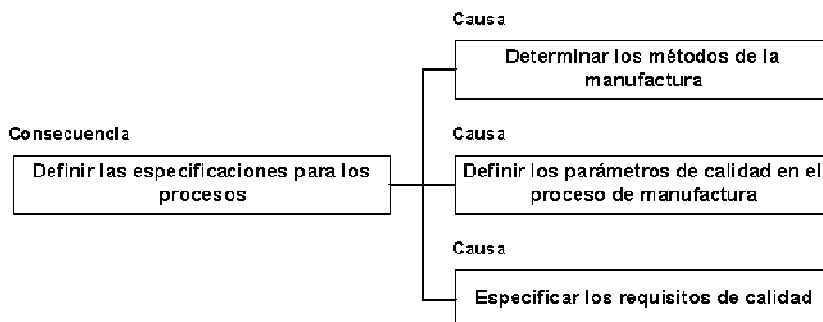 Causa
Determinar los métodos de la
manufactura
Consecuencia
Definir las especificaciones para los
procesos
Causa
Definir los parámetros de calidad en el
proceso de manufactura
Causa
Especificar los requisitos de calidad